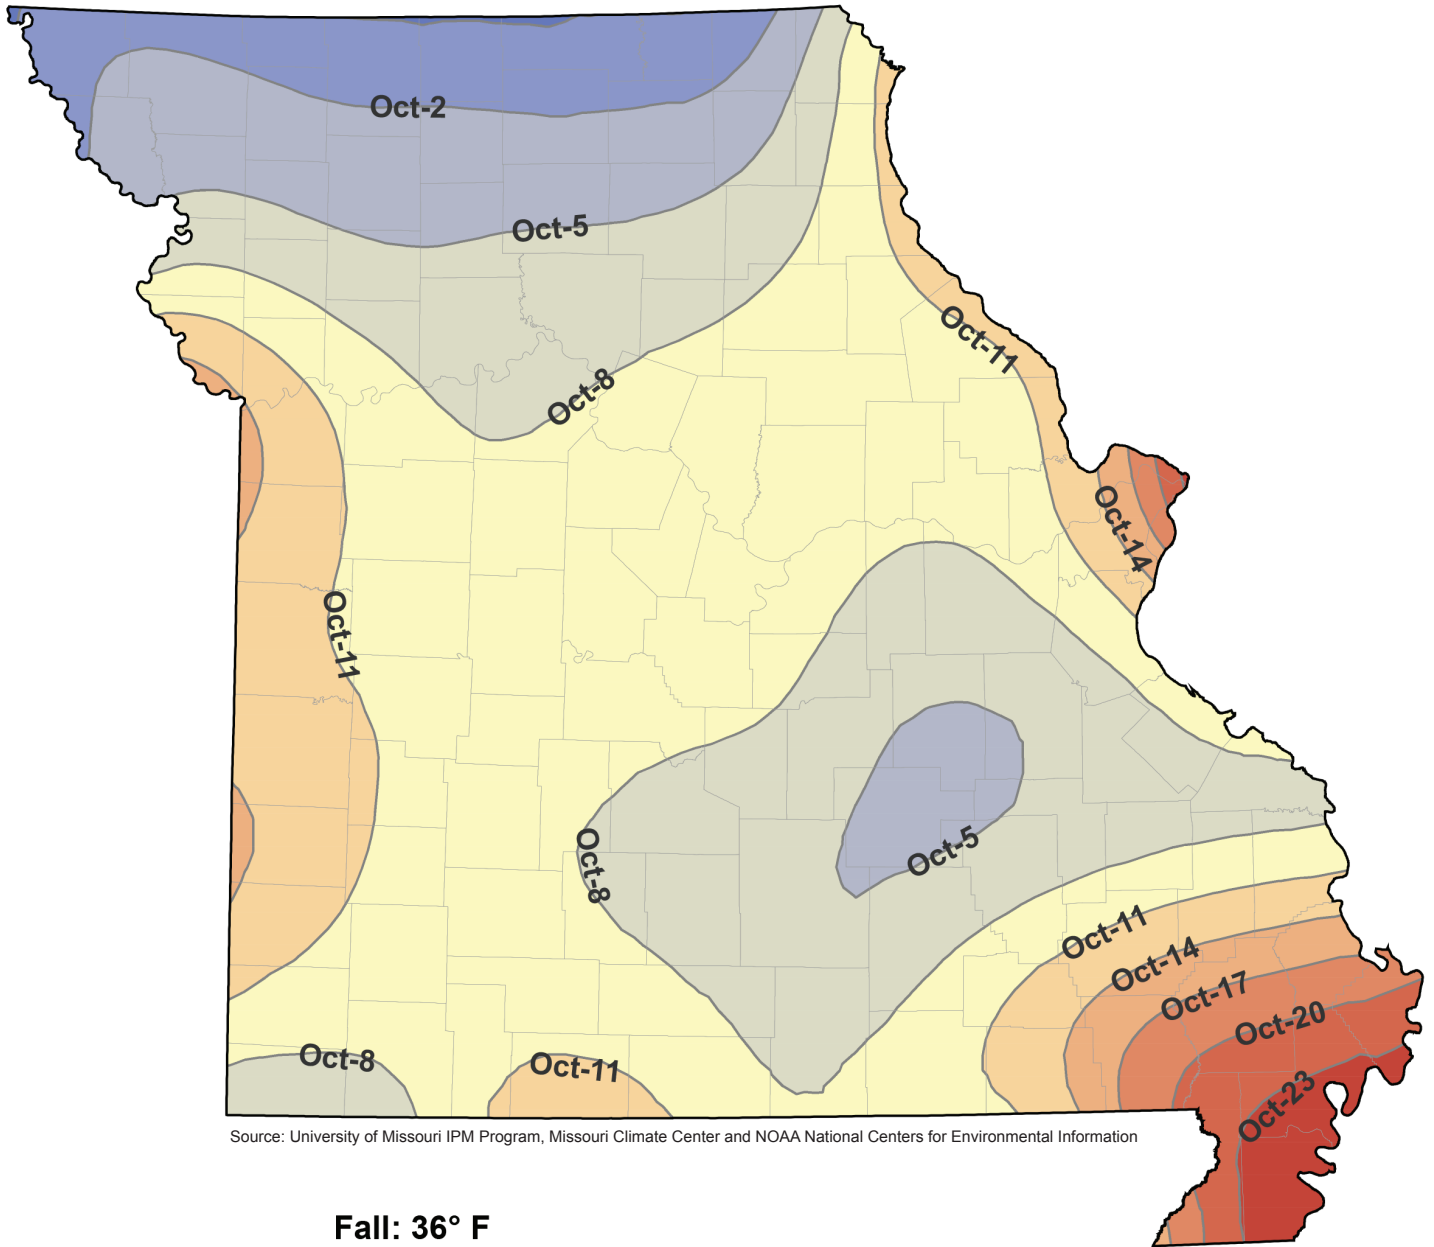 Oct-2
Oct-5
Oct-11
Oct-8
Oct-14
Oct-11
Oct-5
Oct-8
Oct-11
Oct-14
Oct-17
Oct-20
Oct-8
Oct-11
Oct-23
Source: University of Missouri IPM Program, Missouri Climate Center and NOAA National Centers for Environmental Information
Fall: 36° F